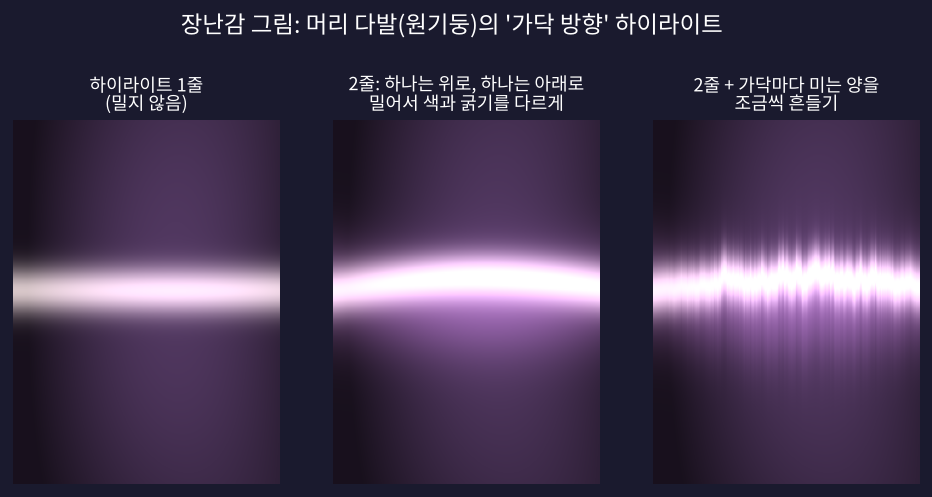 장난감 그림: 머리 다발(원기둥)의 '가닥 방향' 하이라이트
하이라이트 1줄
(밀지 않음)
2줄: 하나는 위로, 하나는 아래로
밀어서 색과 굵기를 다르게
2줄 + 가닥마다 미는 양을
조금씩 흔들기